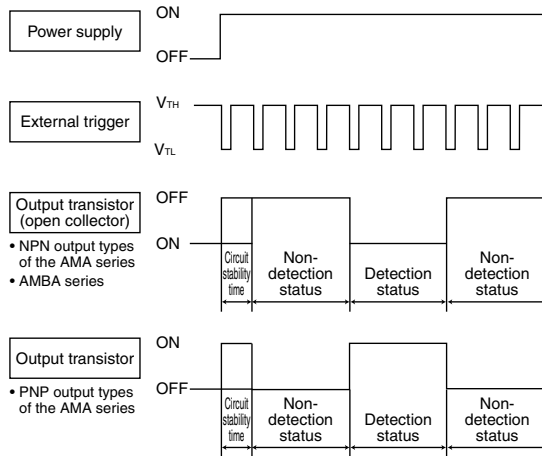 ON
Power supply
OFF
VTH
External trigger
VTL
Output transistor
(open collector)
OFF
ON
• NPN output types
of the AMA series
• AMBA series
Circuit
stability
time
Non-
detection
status
Detection
status
Non-
detection
status
Output transistor
ON
OFF
• PNP output types
of the AMA series
Circuit
stability
time
Non-
detection
status
Detection
status
Non-
detection
status